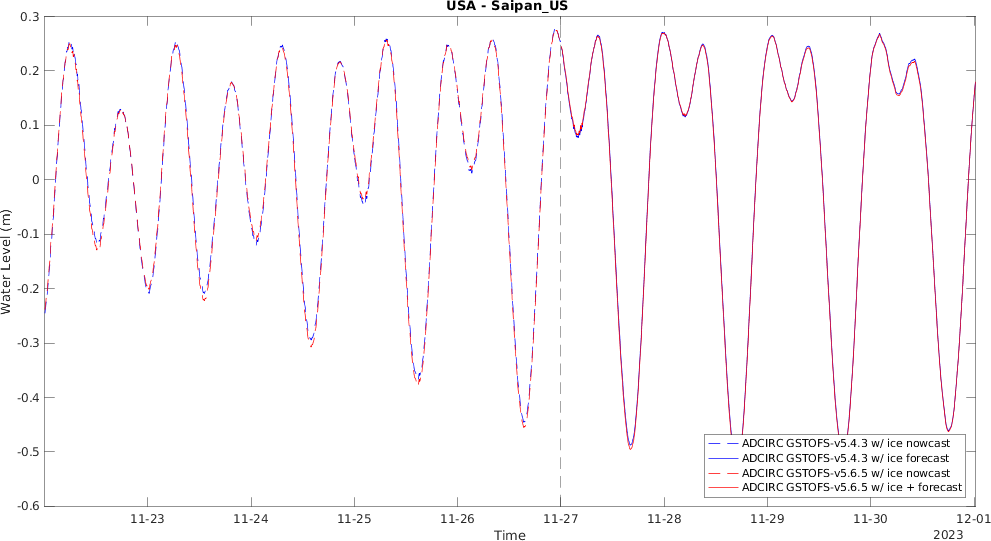 USA - Saipan_US
0.3
0.2
0.1
0
-0.1
-0.2
-0.3
-0.4
-0.5
-0.6
Water Level (m)
ADCIRC GSTOFS-v5.4.3 w/ ice nowcast
ADCIRC GSTOFS-v5.4.3 w/ ice forecast
ADCIRC GSTOFS-v5.6.5 w/ ice nowcast
ADCIRC GSTOFS-v5.6.5 w/ ice + forecast
11-23 11-24 11-25 11-26 11-27 11-28 11-29 11-30 12-01
Time
2023